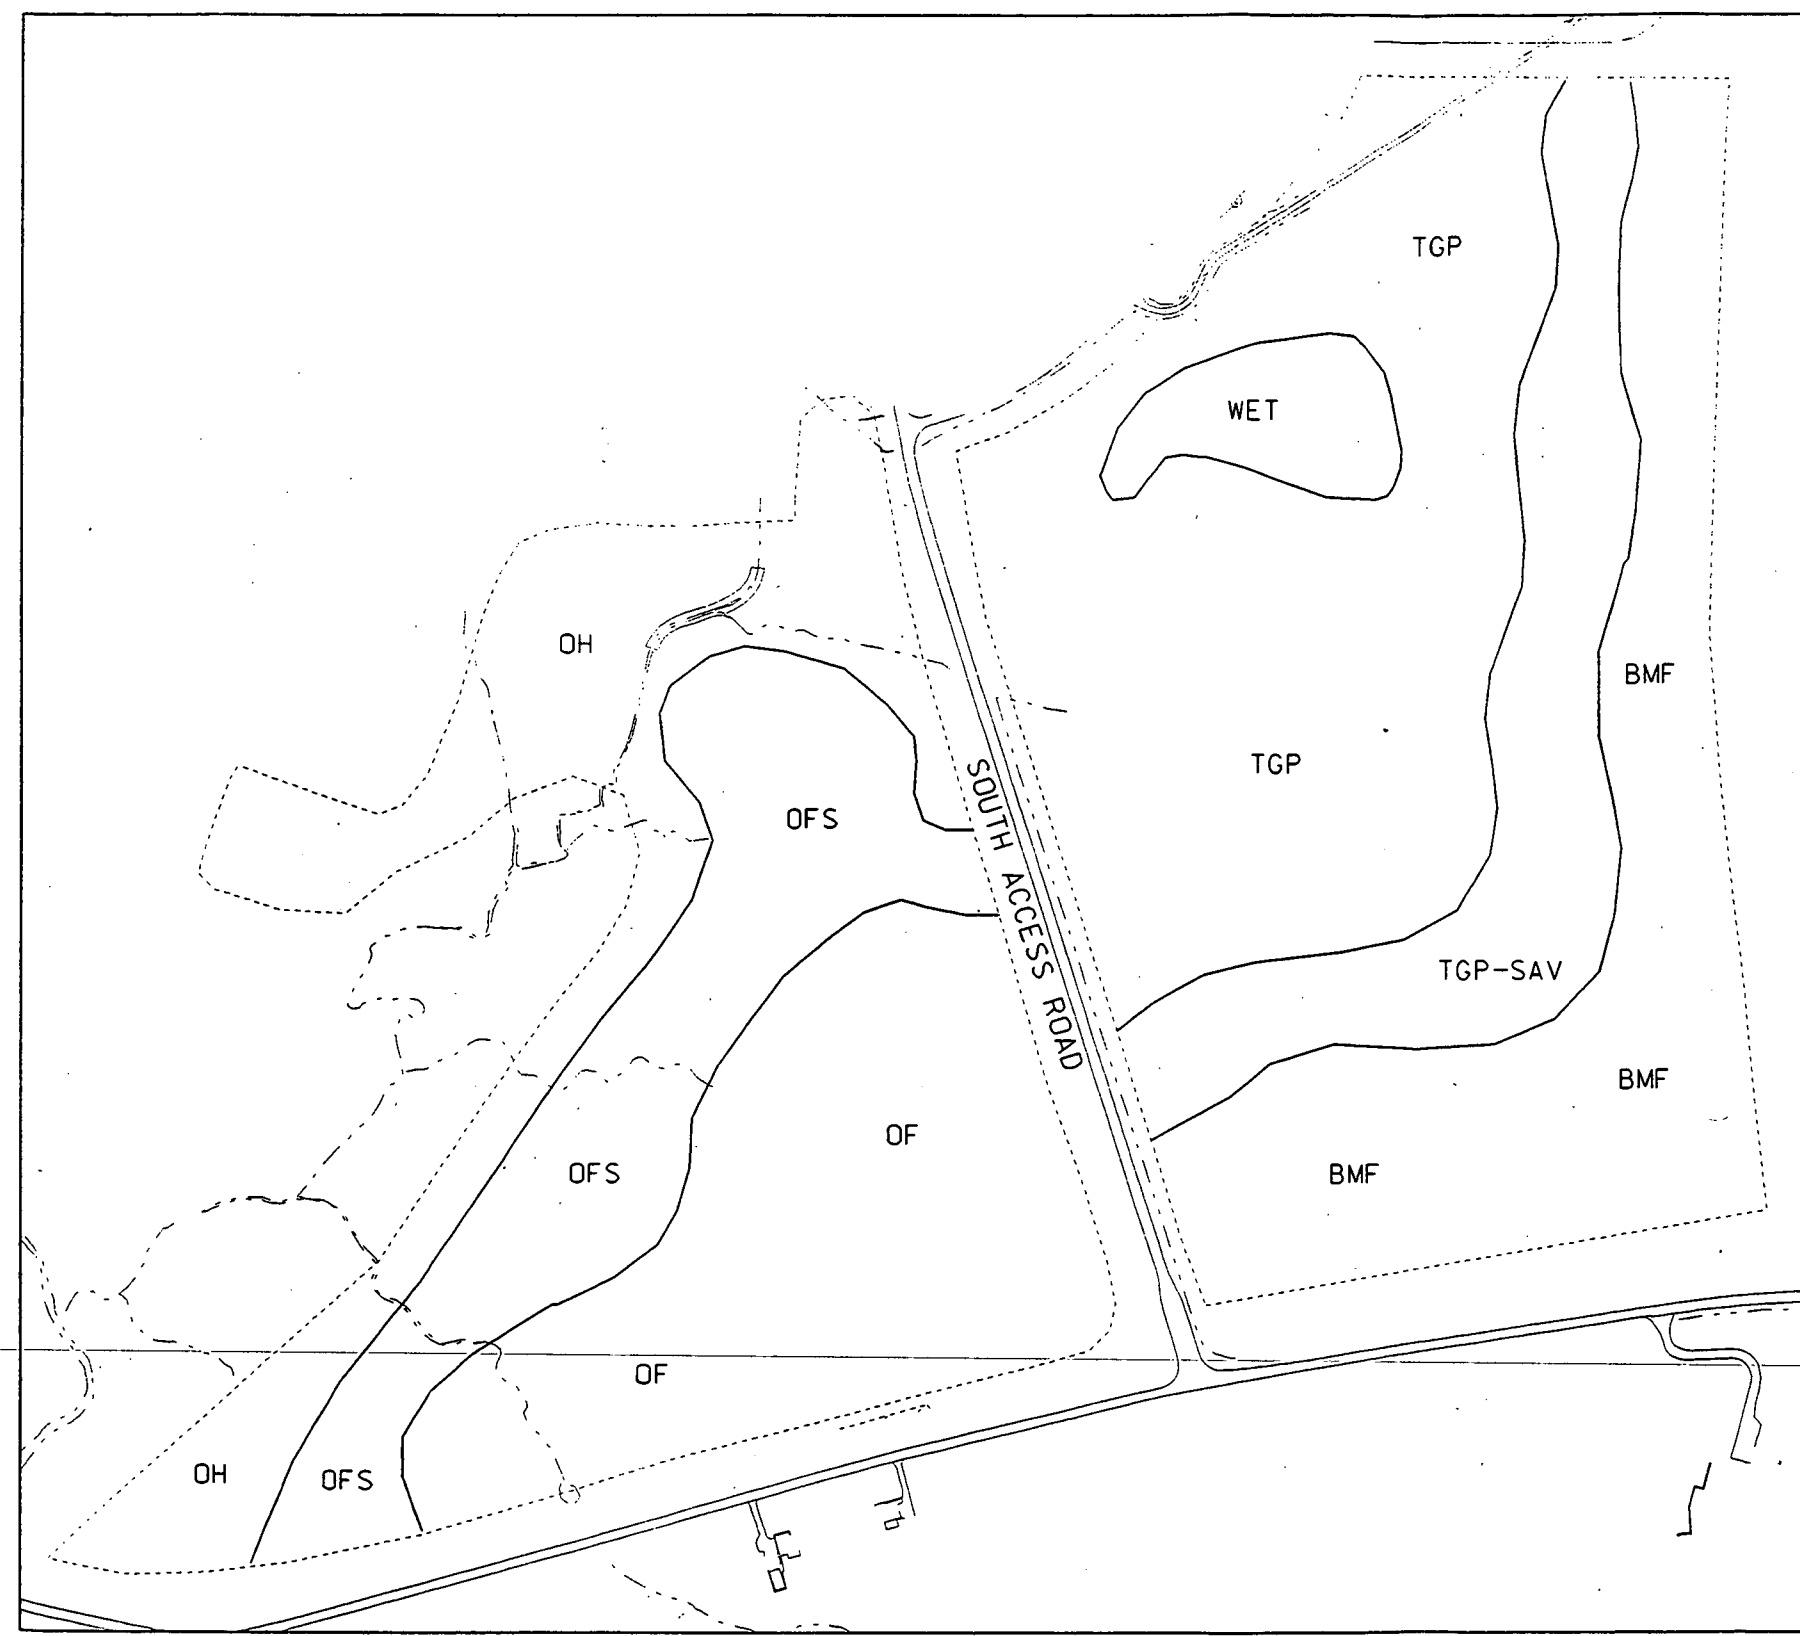 TGP
WET
OH
BMF
TGP
OFS
SOUTH ACCESS ROAD
TGP-SAV
BMF
OF
OFS
BMF
OF
OH
OFS